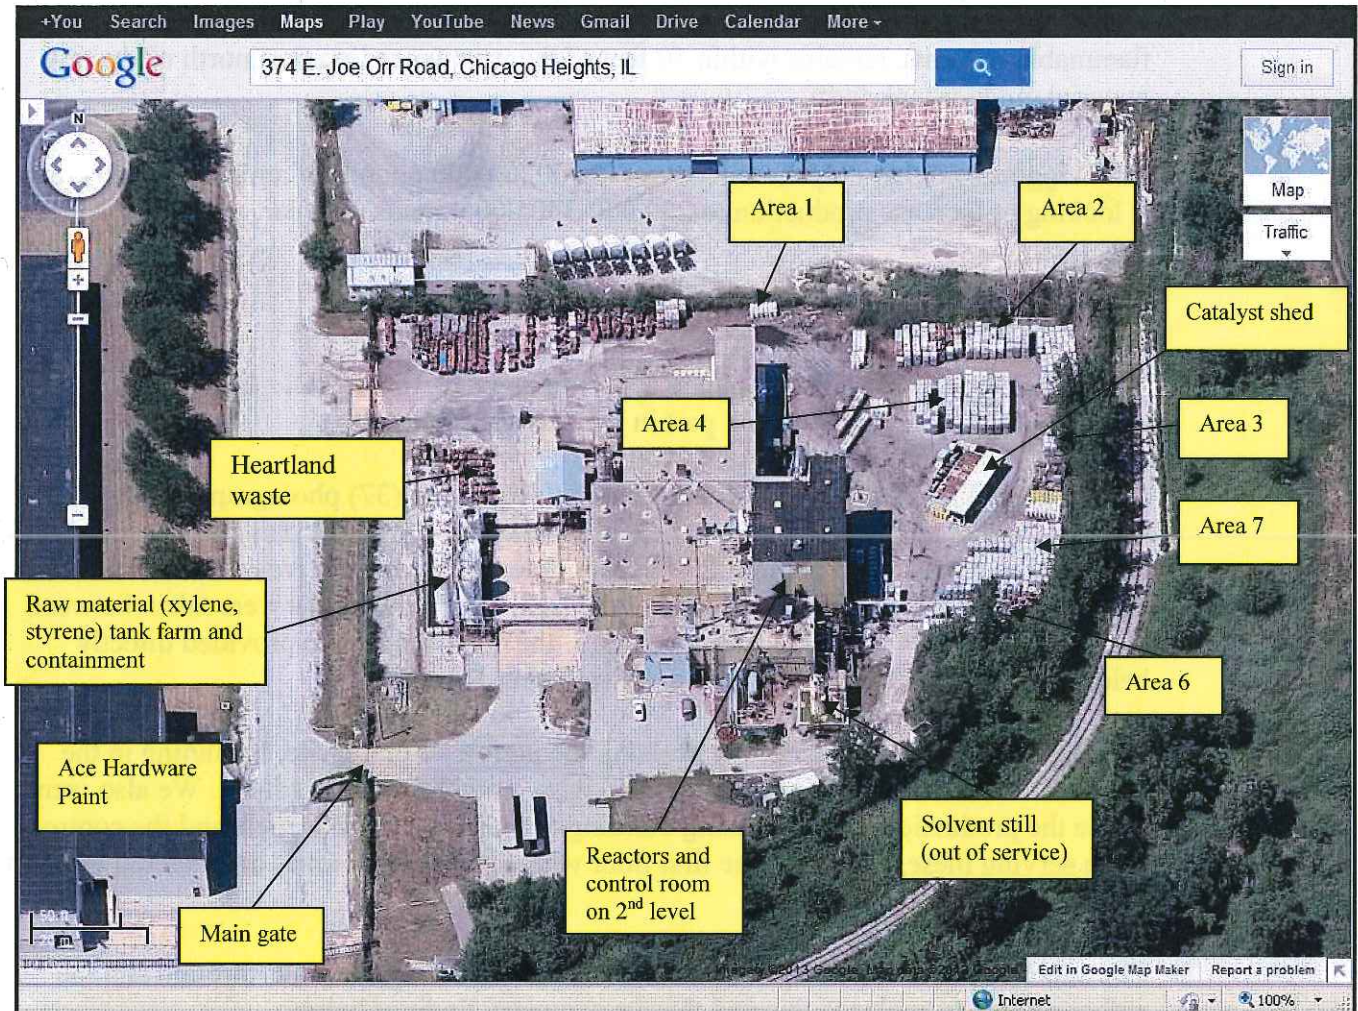 +You Search Images Maps Play YouTube News Gmail Drive Calendar More
Google
374 E. Joe Orr Road, Chicago Heights, IL
Sign in
N
Map
Traffic
Area 1
Area 2
Catalyst shed
Area 4
Area 3
Heartland
waste
Area 7
Raw material (xylene,
styrene) tank farm and
containment
Area 6
Ace Hardware
Paint
Solvent still
(out of service)
Reactors and
control room
on 2nd level
Main gate
50 ft
Edit in Google Map Maker Report a problem
Internet
100%